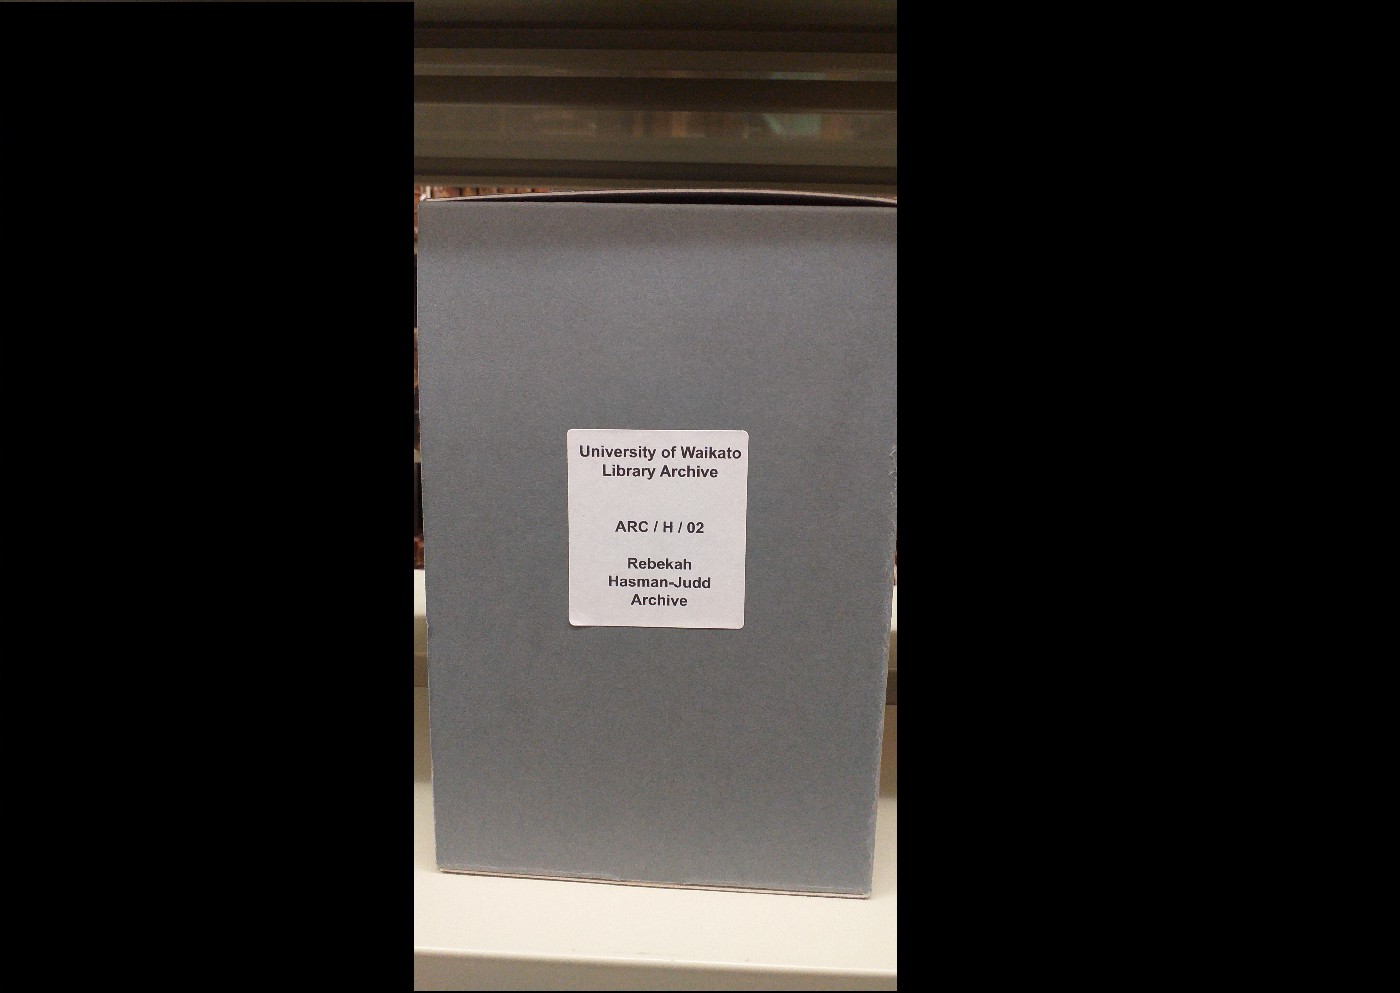 University of Waikato
Library Archive
ARC / H / 02
Rebekah
Hasman-Judd
Archive